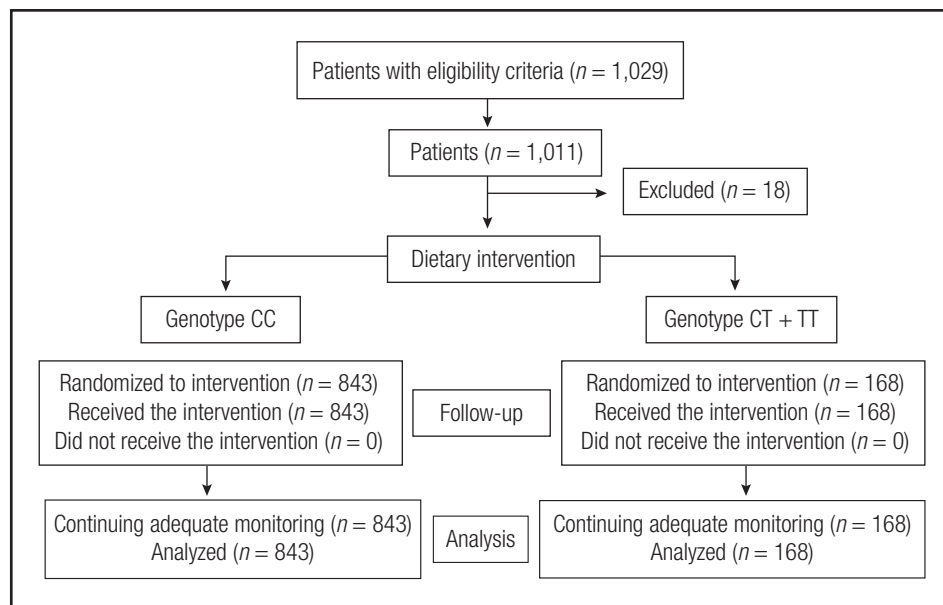 Patients with eligibility criteria (n = 1,029)
Patients (n = 1,011)
Excluded (n = 18)
Dietary intervention
Genotype CC
Genotype CT + TT
Randomized to intervention (n = 843)
Received the intervention (n = 843)
Did not receive the intervention (n = 0)
Follow-up
Randomized to intervention (n = 168)
Received the intervention (n = 168)
Did not receive the intervention (n = 0)
Continuing adequate monitoring (n = 843)
Analyzed (n = 843)
Analysis
Continuing adequate monitoring (n = 168)
Analyzed (n = 168)